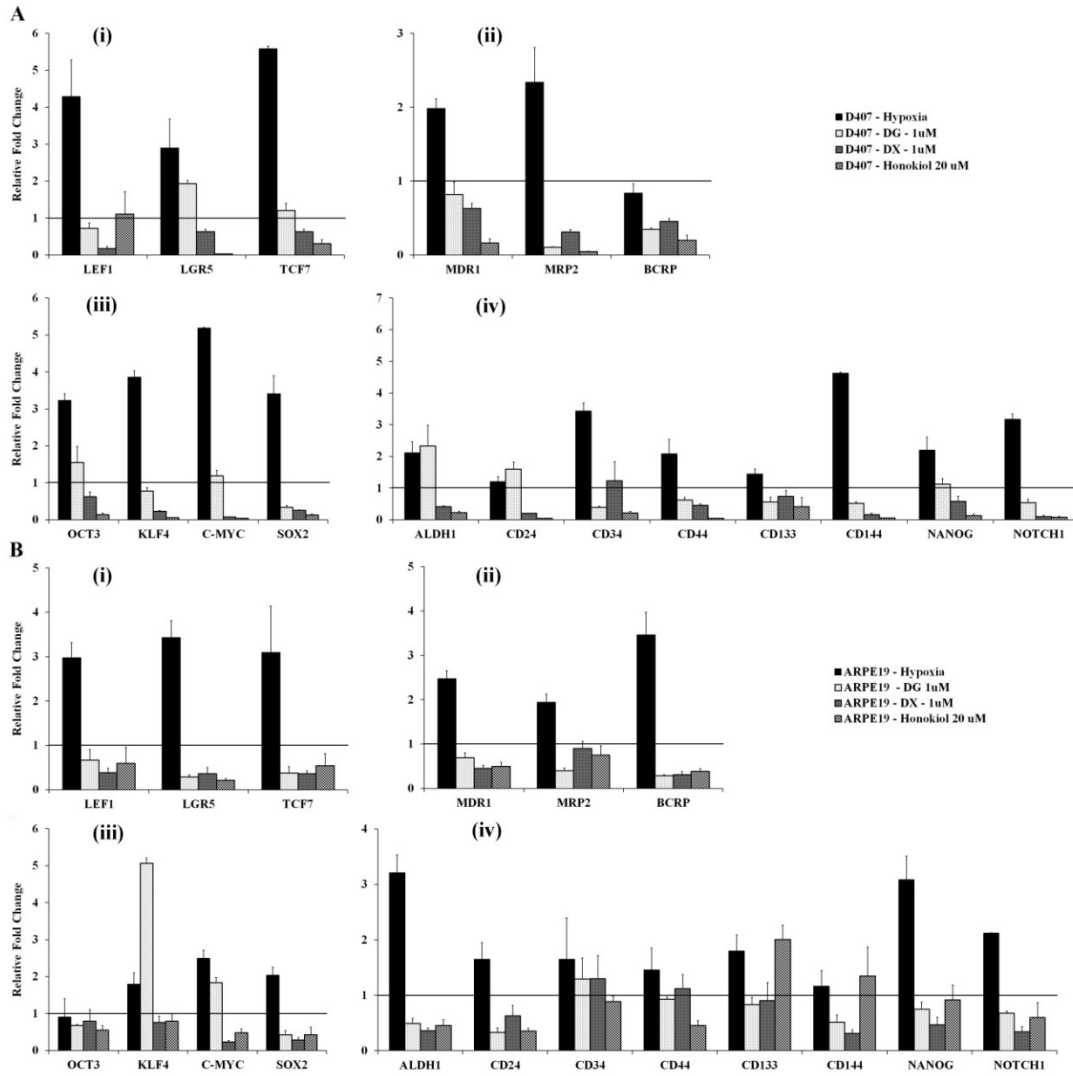 A
(i)
(ii)
Relative Fold Change
6
5
4
3
2
1
0
LEF1 LGR5 TCF7
3
2
1
0
MDR1 MRP2 BCRP
D407 - Hypoxia
D407 - DG - 1uM
D407 - DX - 1uM
D407 - Honokiol 20 uM
(iii)
(iv)
Relative Fold Change
6
5
4
3
2
1
0
OCT3 KLF4 C-MYC SOX2
7
6
5
4
3
2
1
0
ALDH1 CD24 CD34 CD44 CD133 CD144 NANOG NOTCH1
B
(i)
(ii)
Relative Fold Change
5
4
3
2
1
0
LEF1 LGR5 TCF7
5
4
3
2
1
0
MDR1 MRP2 BCRP
ARPE19 - Hypoxia
ARPE19 - DG 1uM
ARPE19 - DX - 1uM
ARPE19 - Honokiol 20 uM
(iii)
(iv)
Relative Fold Change
6
5
4
3
2
1
0
OCT3 KLF4 C-MYC SOX2
4
3
2
1
0
ALDH1 CD24 CD34 CD44 CD133 CD144 NANOG NOTCH1